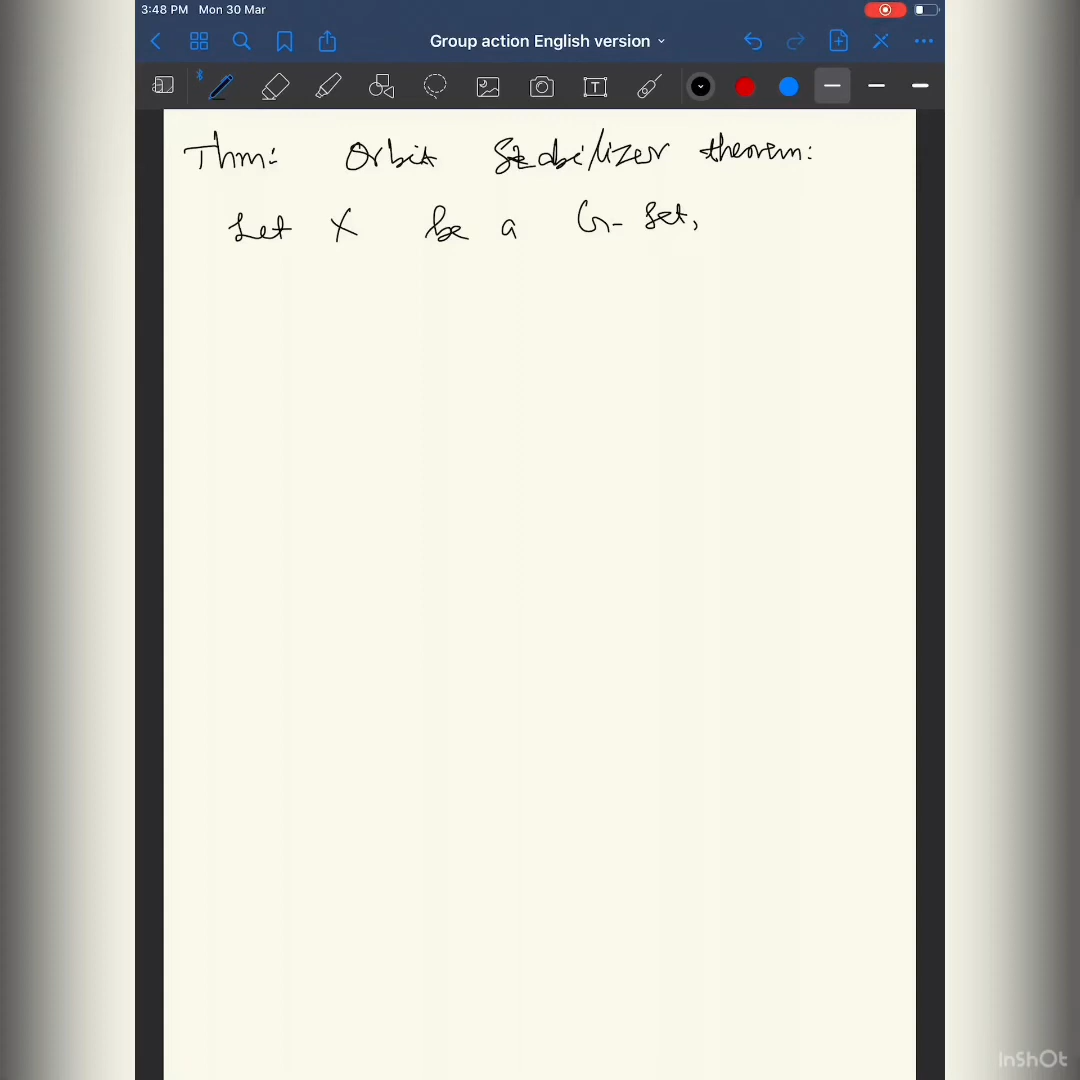 3:48 PM Mon 30 Mar
Group action English version
T
Thm: Orbit Stabilizer theorem:
Let X be a G- set,
InShOt